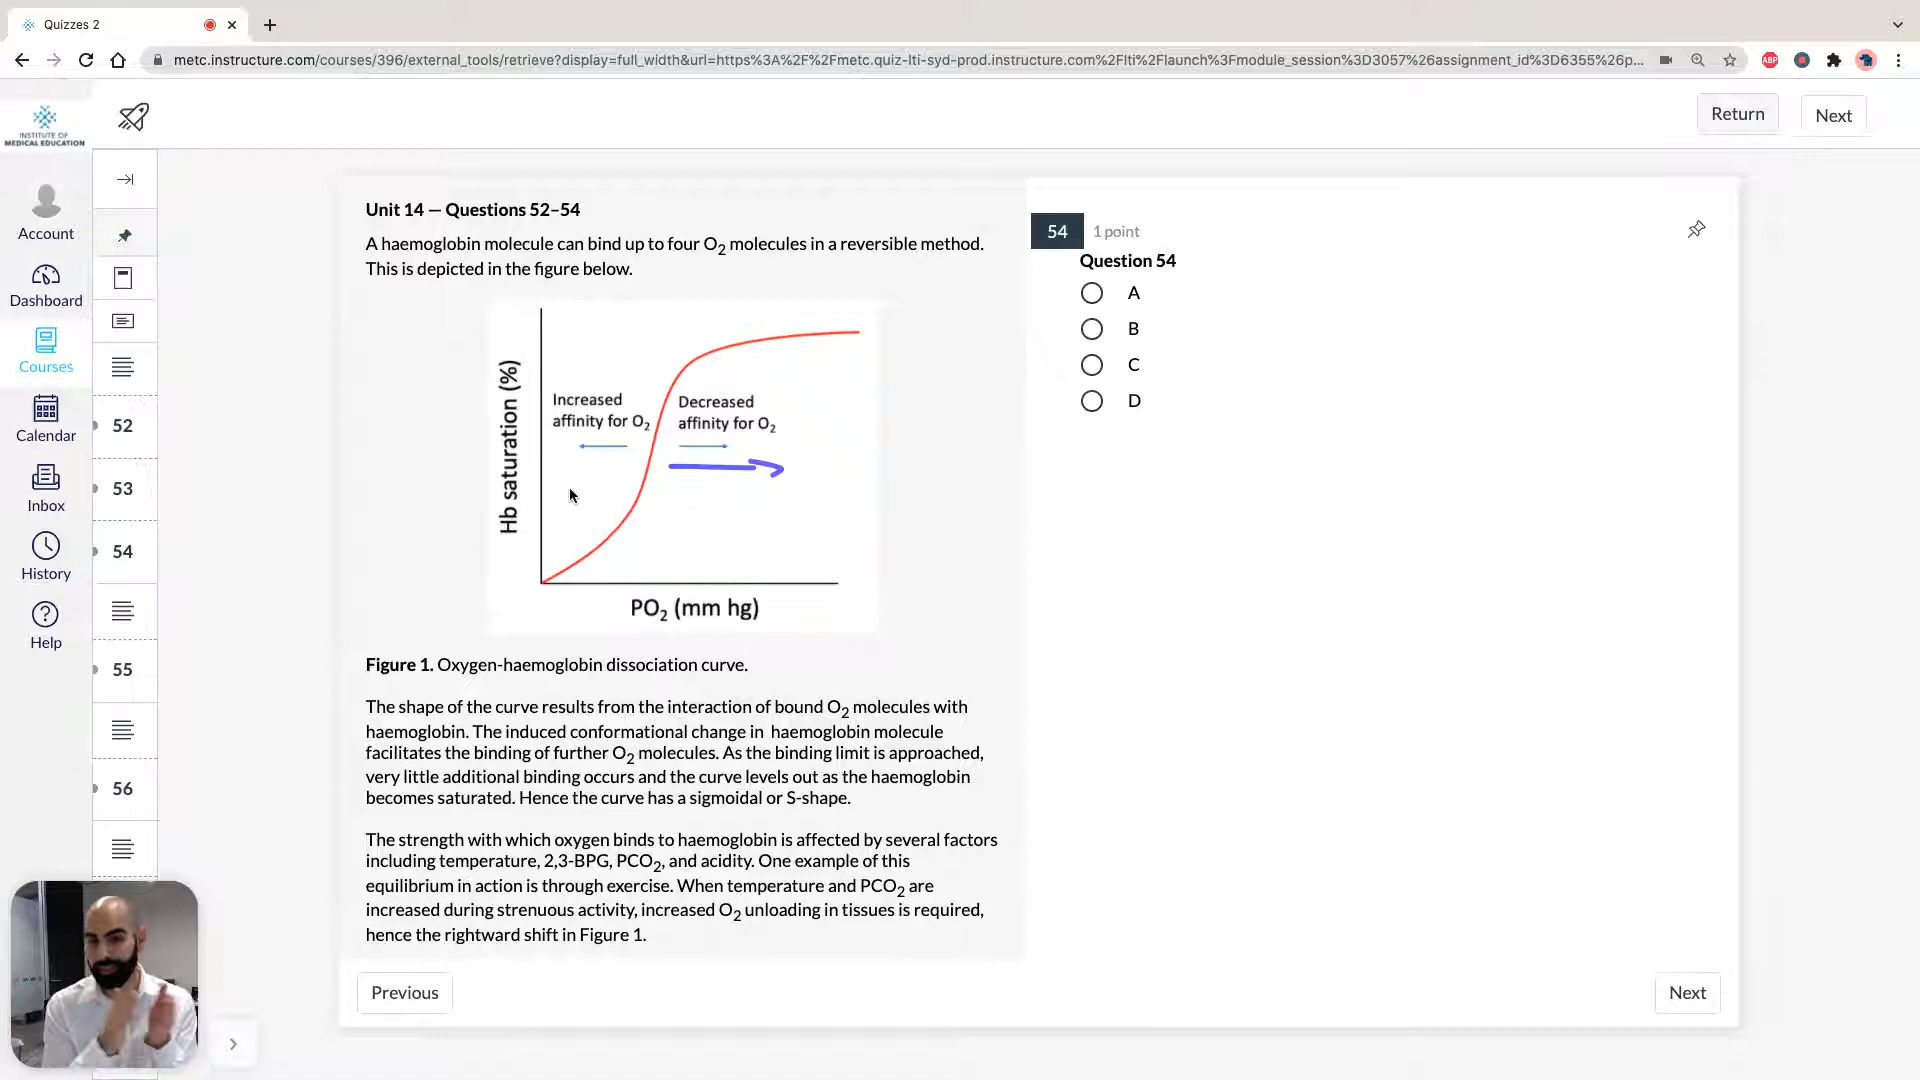 Quizzes 2
metc.instructure.com/courses/396/external_tools/retrieve?display=full_width&url=https%3A%2F%2Fmetc.quiz-lti-syd-prod.instructure.com%2Flti%2Flaunch%3Fmodule_session%3D3057%26assignment_id%3D6355%26p...
ABP
INSTITUTE OF
MEDICAL EDUCATION
Return
Next
Account
Dashboard
Courses
Calendar
Inbox
History
Help
52
53
54
55
56
Unit 14 — Questions 52–54
A haemoglobin molecule can bind up to four O2 molecules in a reversible method.
This is depicted in the figure below.
Hb saturation (%)
Increased
affinity for O2
Decreased
affinity for O2
PO2 (mm hg)
Figure 1. Oxygen-haemoglobin dissociation curve.
The shape of the curve results from the interaction of bound O2 molecules with
haemoglobin. The induced conformational change in haemoglobin molecule
facilitates the binding of further O2 molecules. As the binding limit is approached,
very little additional binding occurs and the curve levels out as the haemoglobin
becomes saturated. Hence the curve has a sigmoidal or S-shape.
The strength with which oxygen binds to haemoglobin is affected by several factors
including temperature, 2,3-BPG, PCO2, and acidity. One example of this
equilibrium in action is through exercise. When temperature and PCO2 are
increased during strenuous activity, increased O2 unloading in tissues is required,
hence the rightward shift in Figure 1.
54
1 point
Question 54
A
B
C
D
Previous
Next